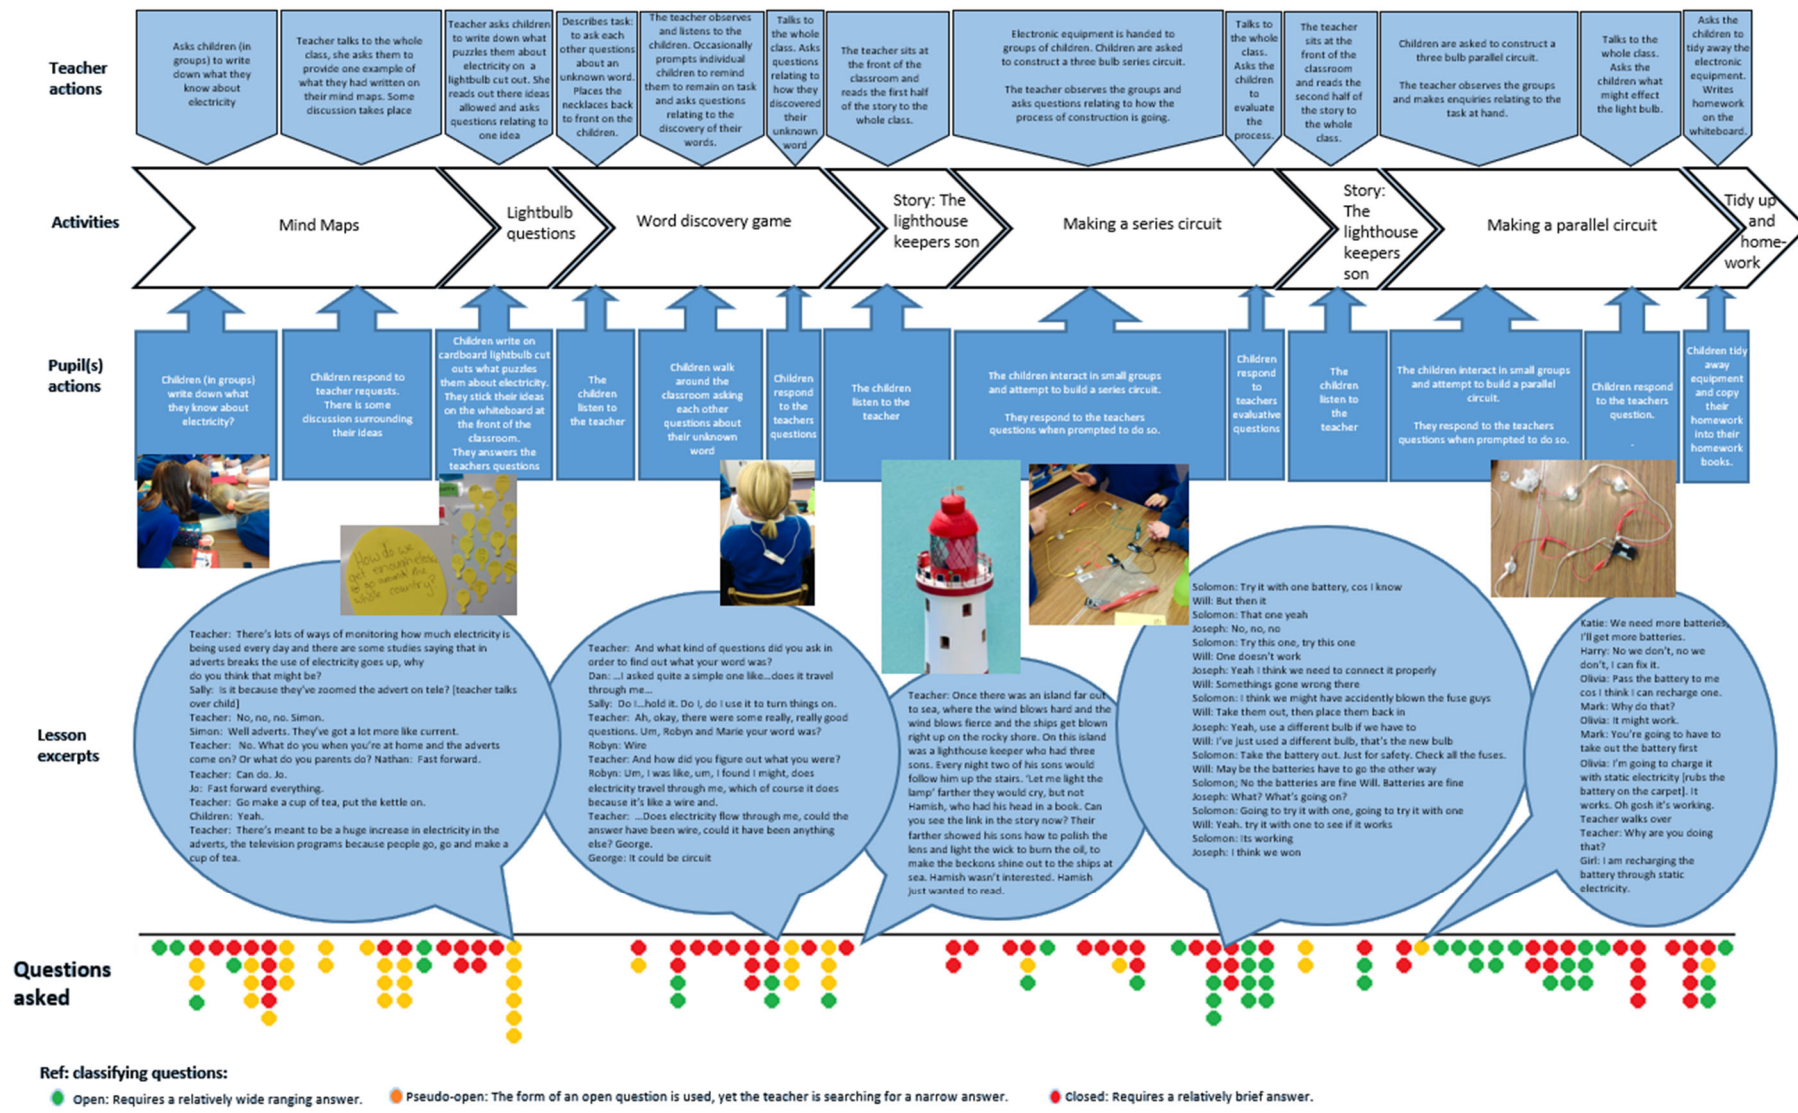 Teacher
actions
Asks children (in
groups) to write
down what they
know about
electricity
Teacher talks to the whole
class, she asks them to
provide one example of
what they had written on
their mind maps. Some
discussion takes place
Teacher asks children
to write down what
puzzles them about
electricity on a
lightbulb cut out. She
reads out there ideas
allowed and asks
questions relating to
one idea
Describes task:
to ask each
other questions
about an
unknown word.
Places the
necklaces back
to front on the
children.
The teacher observes
and listens to the
children. Occasionally
prompts individual
children to remind
them to remain on task
and asks questions
relating to the
discovery of their
words.
Talks to
the whole
class. Asks
questions
relating to
how they
discovered
their
unknown
word
The teacher sits at
the front of the
classroom and
reads the first half
of the story to the
whole class.
Electronic equipment is handed to
groups of children. Children are asked
to construct a three bulb series circuit.
The teacher observes the groups and
asks questions relating to how the
process of construction is going.
Talks to
the whole
class.
Asks the
children
to
evaluate
the
process.
The teacher
sits at the
front of the
classroom
and reads the
second half of
the story to
the whole
class.
Children are asked to construct a
three bulb parallel circuit.
The teacher observes the groups
and makes enquiries relating to the
task at hand.
Talks to the
whole class.
Asks the
children what
might effect
the light bulb.
Asks the
children to
tidy away the
electronic
equipment.
Writes
homework
on the
whiteboard.
Activities
Mind Maps
Lightbulb
questions
Word discovery game
Story: The
lighthouse
keepers son
Making a series circuit
Story:
The
lighthouse
keepers
son
Making a parallel circuit
Tidy up
and
home-
work
Pupil(s)
actions
Children (in groups)
write down what
they know about
electricity?
Children respond to
teacher requests.
There is some
discussion surrounding
their ideas
Children write on
cardboard lightbulb cut
outs what puzzles
them about electricity.
They stick their ideas
on the whiteboard at
the front of the
classroom.
They answers the
teachers questions
The
children
listen to
the teacher
Children walk
around the
classroom asking
each other
questions about
their unknown
word
Children
respond
to the
teachers
questions
The children
listen to the
teacher
The children interact in small groups
and attempt to build a series circuit.
They respond to the teachers
questions when prompted to do so.
Children
respond
to
teachers
evaluative
questions
The
children
listen to
the
teacher
The children interact in small groups
and attempt to build a parallel
circuit.
They respond to the teachers
questions when prompted to do so.
Children respond
to the teachers
question.
.
Children tidy
away
equipment
and copy
their
homework
into their
homework
books.
How do we
get enough
so around the
whole country?
Lesson
excerpts
Teacher: There's lots of ways of monitoring how much electricity is
being used every day and there are some studies saying that in
adverts breaks the use of electricity goes up, why
do you think that might be?
Sally: Is it because they've zoomed the advert on tele? [teacher talks
over child]
Teacher: No, no, no. Simon.
Simon: Well adverts. They've got a lot more like current.
Teacher: No. What do you when you're at home and the adverts
come on? Or what do you parents do? Nathan: Fast forward.
Teacher: Can do. Jo.
Jo: Fast forward everything.
Teacher: Go make a cup of tea, put the kettle on.
Children: Yeah.
Teacher: There's meant to be a huge increase in electricity in the
adverts, the television programs because people go, go and make a
cup of tea.
Teacher: And what kind of questions did you ask in
order to find out what your word was?
Dan: ...I asked quite a simple one like...does it travel
through me...
Sally: Do I...hold it. Do I, do I use it to turn things on.
Teacher: Ah, okay, there were some really, really good
questions. Um, Robyn and Marie your word was?
Robyn: Wire
Teacher: And how did you figure out what you were?
Robyn: Um, I was like, um, I found I might, does
electricity travel through me, which of course it does
because it's like a wire and.
Teacher: ...Does electricity flow through me, could the
answer have been wire, could it have been anything
else? George.
George: It could be circuit
Teacher: Once there was an island far out
to sea, where the wind blows hard and the
wind blows fierce and the ships get blown
right up on the rocky shore. On this island
was a lighthouse keeper who had three
sons. Every night two of his sons would
follow him up the stairs. 'Let me light the
lamp' farther they would cry, but not
Hamish, who had his head in a book. Can
you see the link in the story now? Their
farther showed his sons how to polish the
lens and light the wick to burn the oil, to
make the beckons shine out to the ships at
sea. Hamish wasn't interested. Hamish
just wanted to read.
Solomon: Try it with one battery, cos I know
Will: But then it
Solomon: That one yeah
Joseph: No, no, no
Solomon: Try this one, try this one
Will: One doesn't work
Joseph: Yeah I think we need to connect it properly
Will: Somethings gone wrong there
Solomon: I think we might have accidently blown the fuse guys
Will: Take them out, then place them back in
Joseph: Yeah, use a different bulb if we have to
Will: I've just used a different bulb, that's the new bulb
Solomon: Take the battery out. Just for safety. Check all the fuses.
Will: May be the batteries have to go the other way
Solomon; No the batteries are fine Will. Batteries are fine
Joseph: What? What's going on?
Solomon: Going to try it with one, going to try it with one
Will: Yeah. try it with one to see if it works
Solomon: Its working
Joseph: I think we won
Katie: We need more batteries,
I'll get more batteries.
Harry: No we don't, no we
don't, I can fix it.
Olivia: Pass the battery to me
cos I think I can recharge one.
Mark: Why do that?
Olivia: It might work.
Mark: You're going to have to
take out the battery first
Olivia: I'm going to charge it
with static electricity [rubs the
battery on the carpet]. It
works. Oh gosh it's working.
Teacher walks over
Teacher: Why are you doing
that?
Girl: I am recharging the
battery through static
electricity.
Questions
asked
Ref: classifying questions:
Open: Requires a relatively wide ranging answer.
Pseudo-open: The form of an open question is used, yet the teacher is searching for a narrow answer.
Closed: Requires a relatively brief answer.